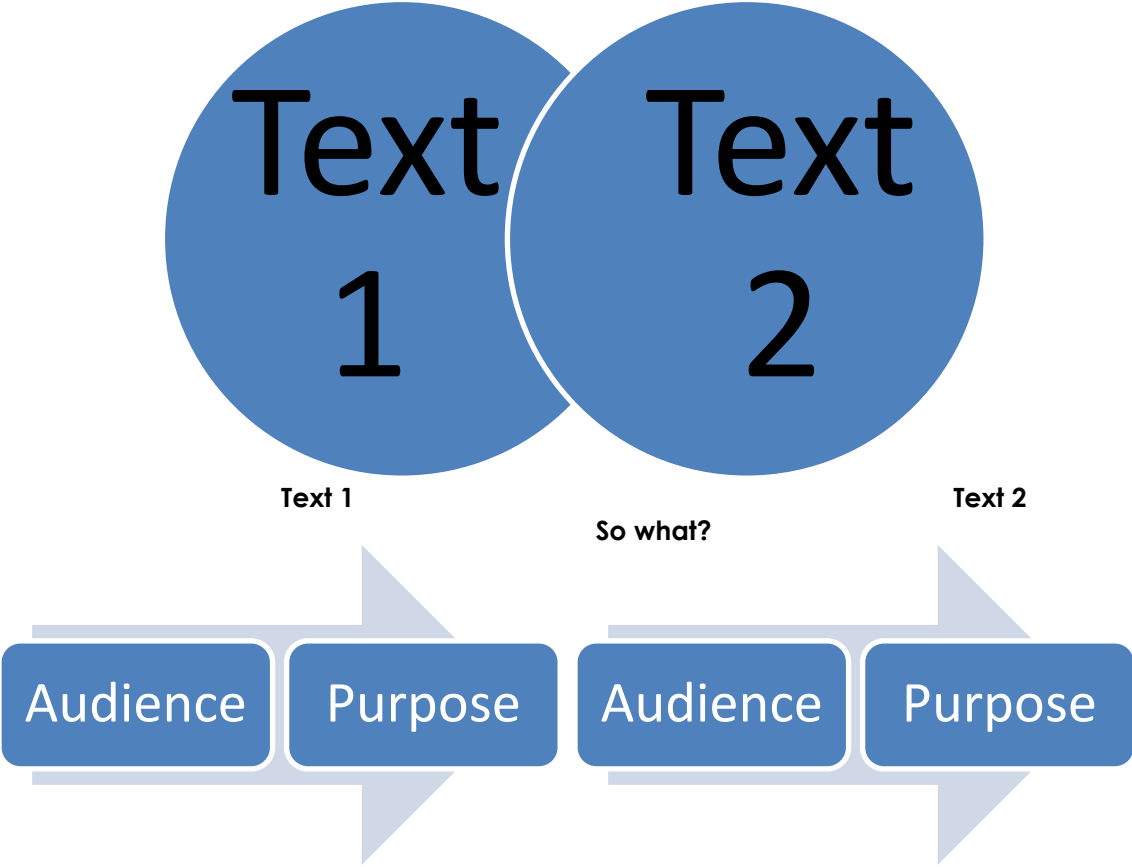 Text
1
Text
2
Text 1
Text 2
So what?
Audience
Purpose
Audience
Purpose